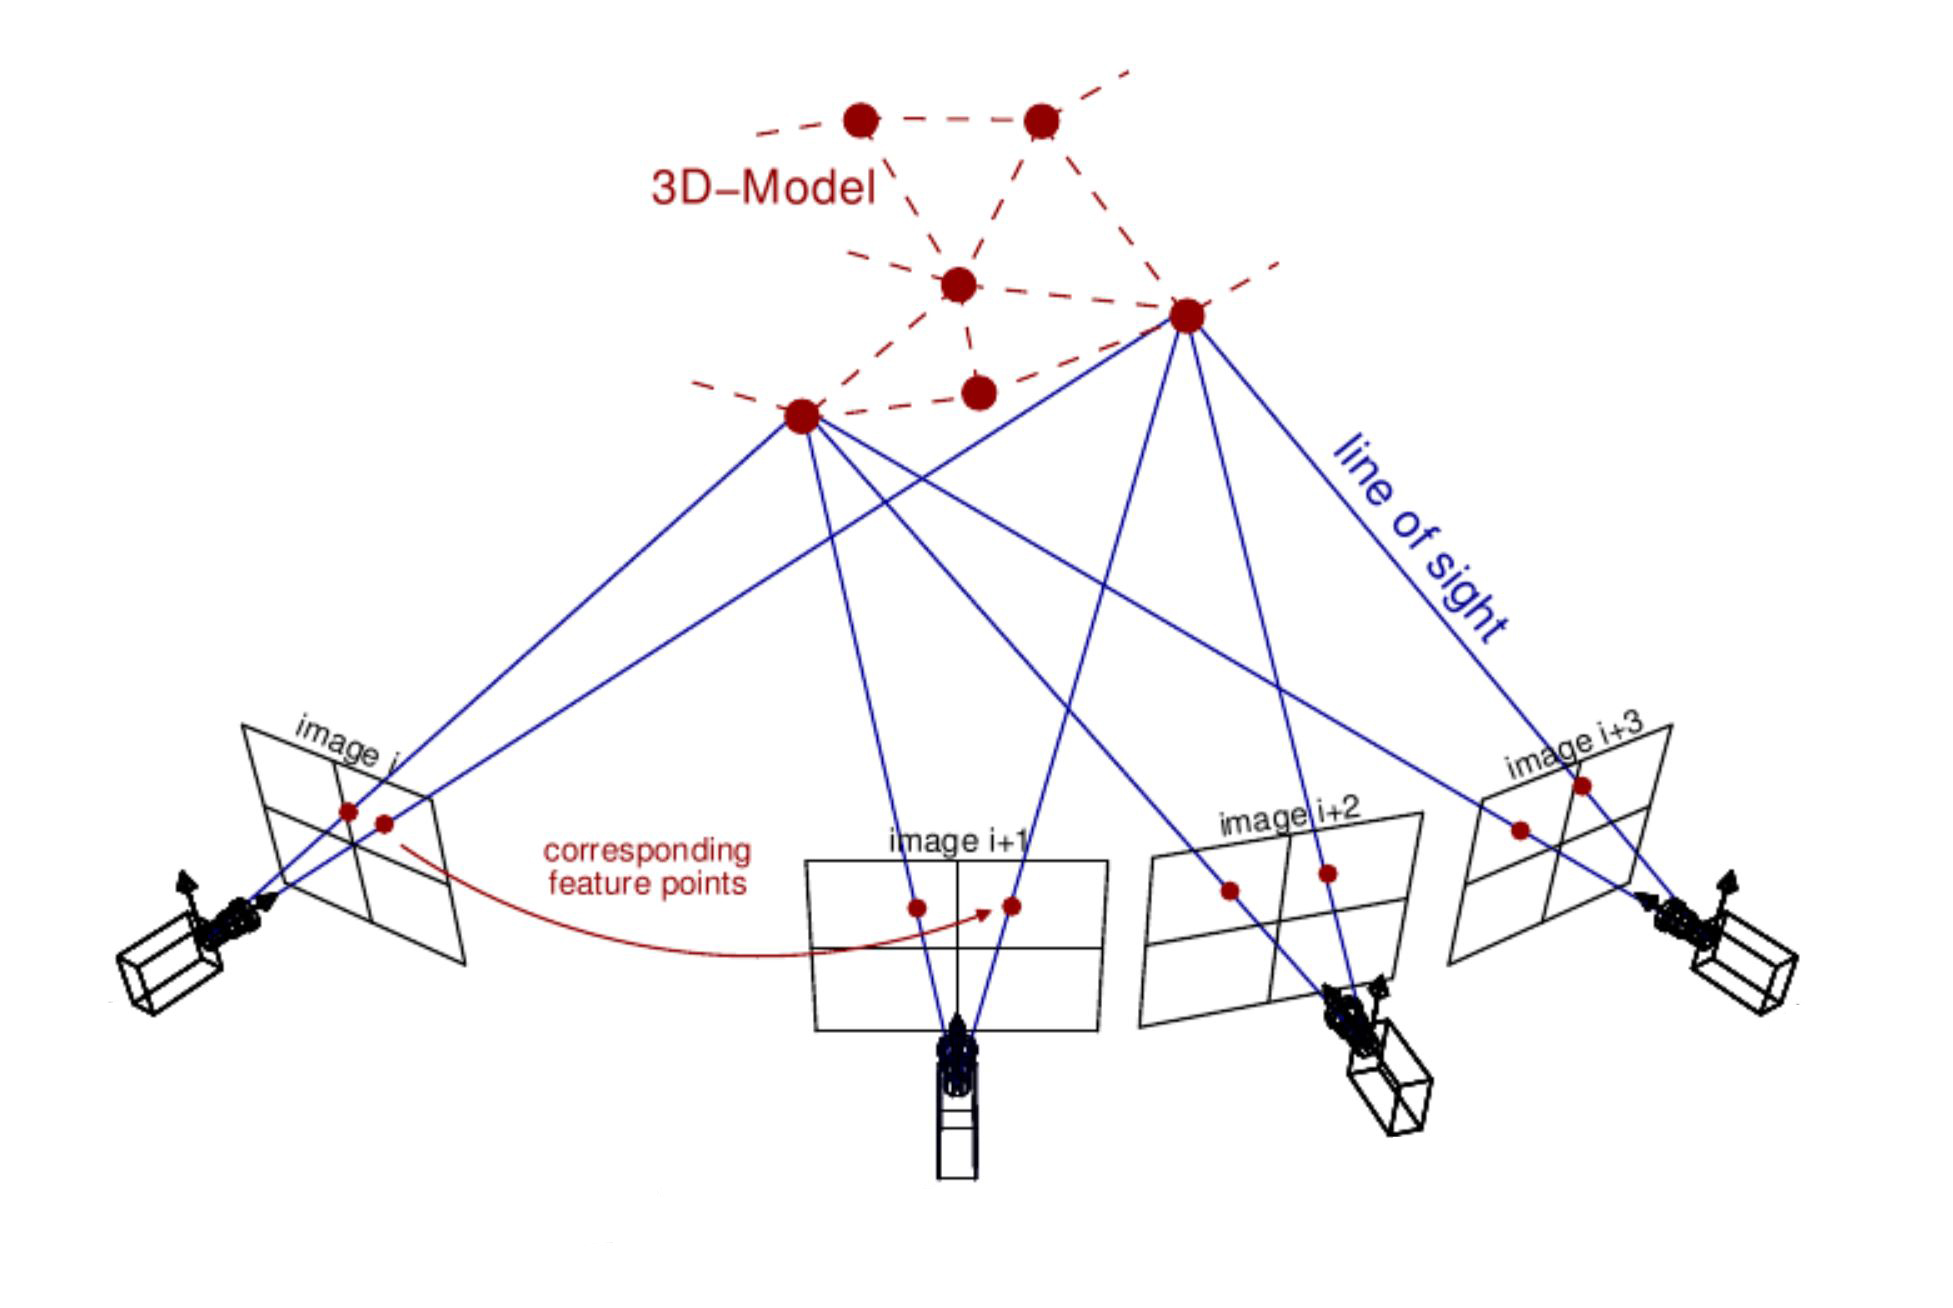 3D–Model
line of sight
image i
corresponding
feature points
image i+1
image i+2
image i+3